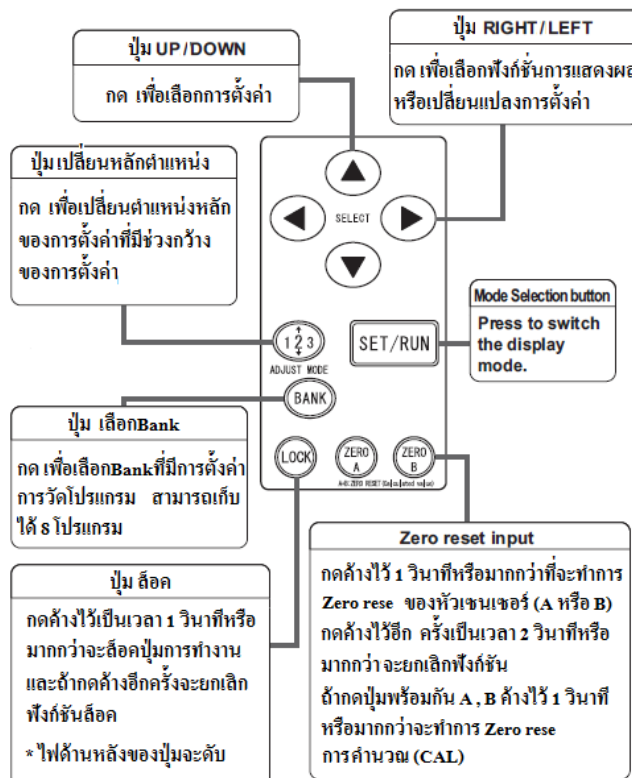 ปุ่ม UP/DOWN
กด เพื่อเลือกการตั้งค่า
ปุ่ม RIGHT/LEFT
กด เพื่อเลือกฟังก์ชั่นการแสดงผล
หรือเปลี่ยนแปลงการตั้งค่า
ปุ่มเปลี่ยนหลักตำแหน่ง
กด เพื่อเปลี่ยนตำแหน่งหลัก
ของการตั้งค่าที่มีช่วงกว้าง
ของการตั้งค่า
SELECT
Mode Selection button
Press to switch
the display
mode.
123
SET/RUN
ADJUST MODE
BANK
ปุ่ม เลือกBank
กด เพื่อเลือกBankที่มีการตั้งค่า
การวัดโปรแกรม สามารถเก็บ
ได้ 8 โปรแกรม
LOCK
ZERO
A
ZERO
B
A+B:ZERO RESET(Calculated value)
Zero reset input
กดค้างไว้ 1 วินาทีหรือมากกว่าที่จะทำการ
Zero rese ของหัวเซนเซอร์ (A หรือ B)
กดค้างไว้อีก ครั้งเป็นเวลา 2 วินาทีหรือ
มากกว่า จะยกเลิกฟังก์ชัน
ถ้ากดปุ่มพร้อมกัน A , B ค้างไว้ 1 วินาที
หรือมากกว่าจะทำการ Zero rese
การคำนวณ (CAL)
ปุ่ม ล็อค
กดค้างไว้เป็นเวลา 1 วินาทีหรือ
มากกว่าจะล็อคปุ่มการทำงาน
และถ้ากดค้างอีกครั้งจะยกเลิก
ฟังก์ชันล็อค
* ไฟด้านหลังของปุ่มจะดับ